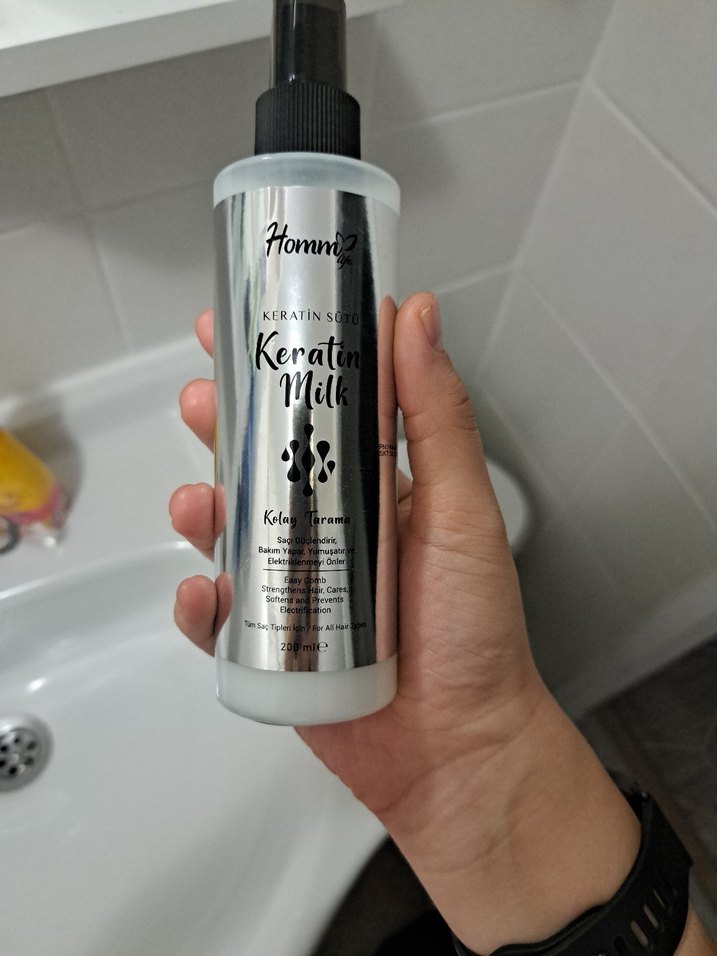 Homm life
KERATİN SÜTÜ
Keratin
Milk
Kolay Tarama
Saçı Güçlendirir,
Bakım Yapar, Yumuşatır ve
Elektriklenmeyi Önler
Easy Comb
Strengthens Hair, Cares,
Softens and Prevents
Electrification
Tüm Saç Tipleri İçin / For All Hair Types
200 ml ℮